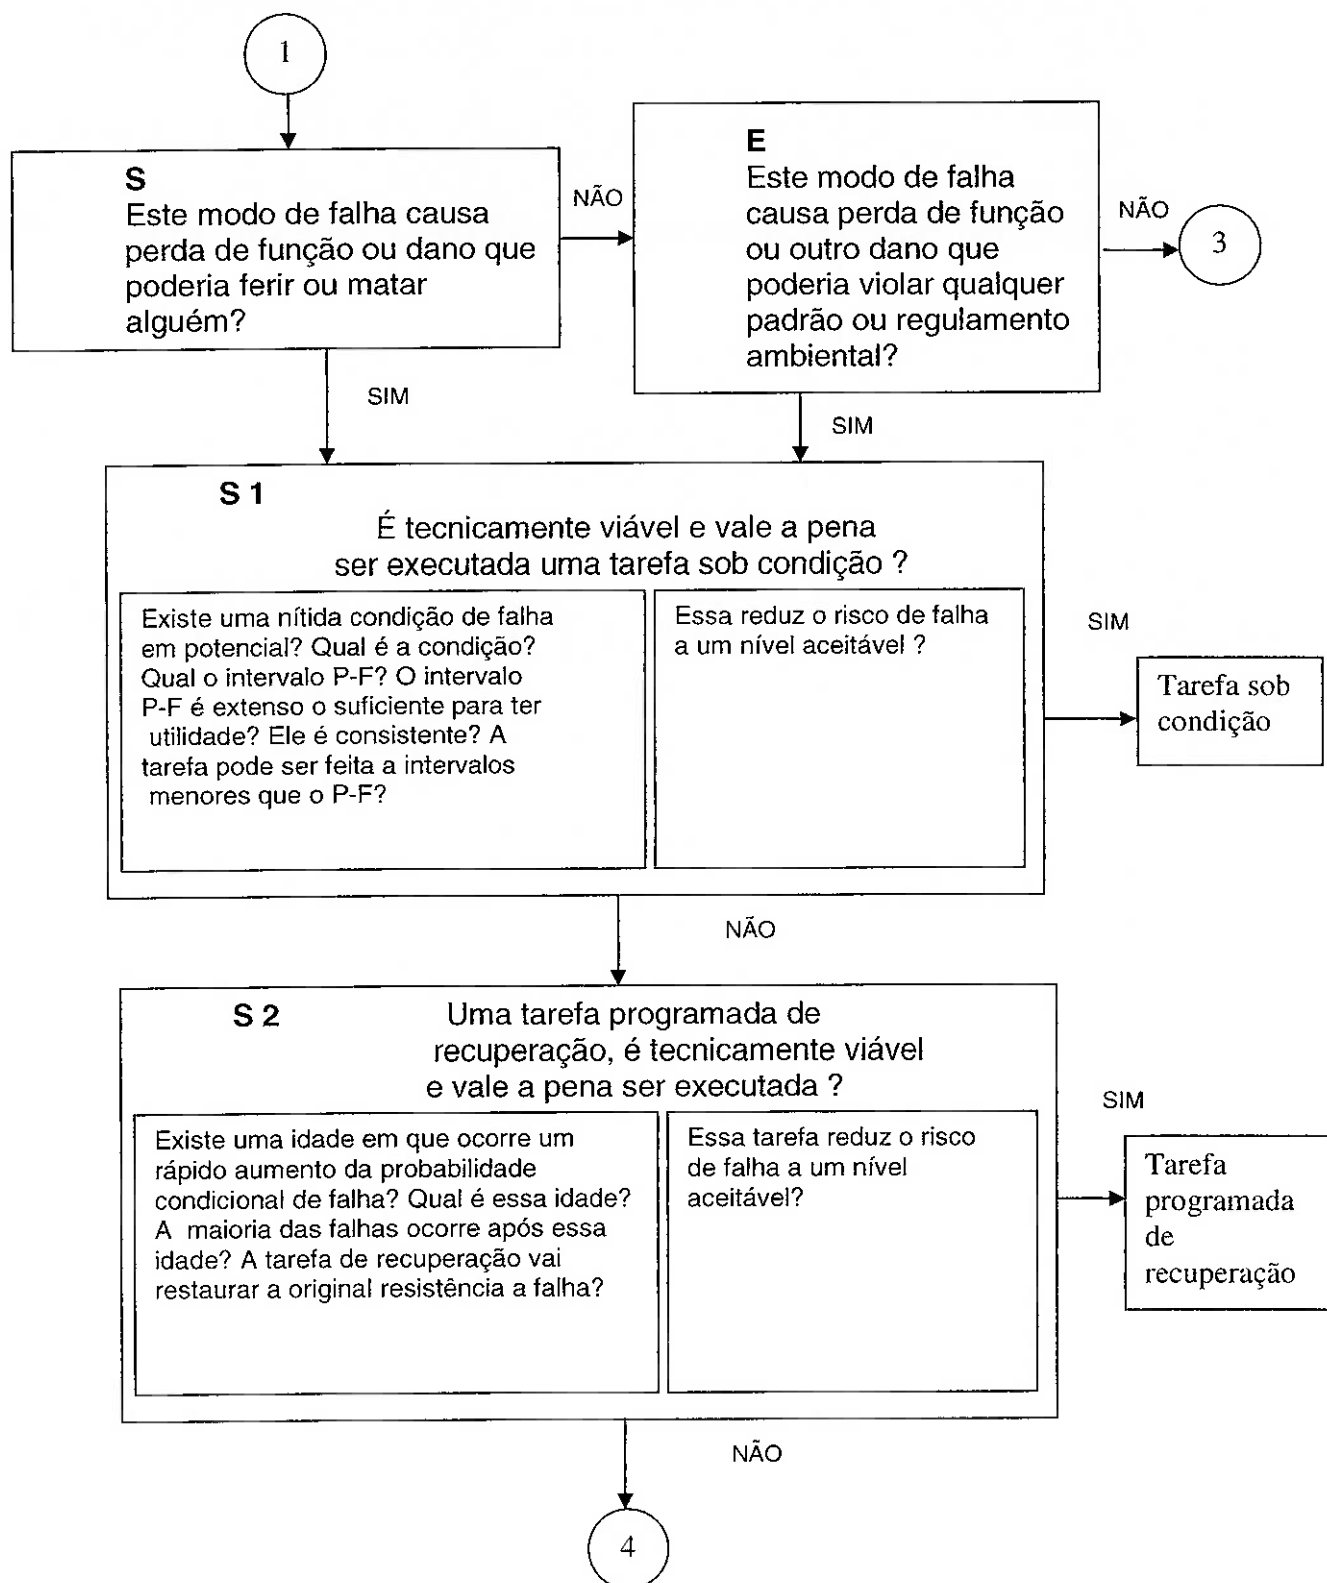 1
S
Este modo de falha causa
perda de função ou dano que
poderia ferir ou matar
alguém?
NÃO
E
Este modo de falha
causa perda de função
ou outro dano que
poderia violar qualquer
padrão ou regulamento
ambiental?
NÃO
3
SIM
SIM
S 1
É tecnicamente viável e vale a pena
ser executada uma tarefa sob condição ?
Existe uma nítida condição de falha
em potencial? Qual é a condição?
Qual o intervalo P-F? O intervalo
P-F é extenso o suficiente para ter
utilidade? Ele é consistente? A
tarefa pode ser feita a intervalos
menores que o P-F?
Essa reduz o risco de falha
a um nível aceitável ?
SIM
Tarefa sob
condição
NÃO
S 2
Uma tarefa programada de
recuperação, é tecnicamente viável
e vale a pena ser executada ?
Existe uma idade em que ocorre um
rápido aumento da probabilidade
condicional de falha? Qual é essa idade?
A maioria das falhas ocorre após essa
idade? A tarefa de recuperação vai
restaurar a original resistência a falha?
Essa tarefa reduz o risco
de falha a um nível
aceitável?
SIM
Tarefa
programada
de
recuperação
NÃO
4